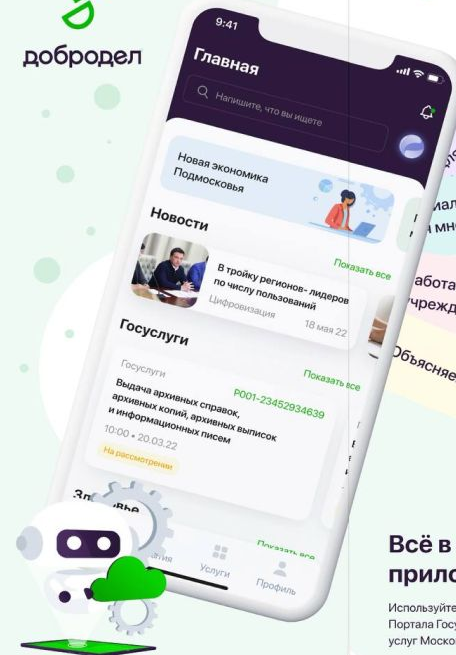 добродел
9:41
Главная
Напишите, что вы ищете
Новая экономика
Подмосковья
Новости
Показать все
В тройку регионов- лидеров
по числу пользований
Цифровизация
18 мая 22
Госуслуги
Показать все
Госуслуги
P001-23452934639
Выдача архивных справок,
архивных копий, архивных выписок
и информационных писем
10:00 • 20.03.22
На рассмотрении
Показать все
Услуги
Профиль
Объясняе
Всё в
прило
Используйте
Портала Госу
услуг Моско